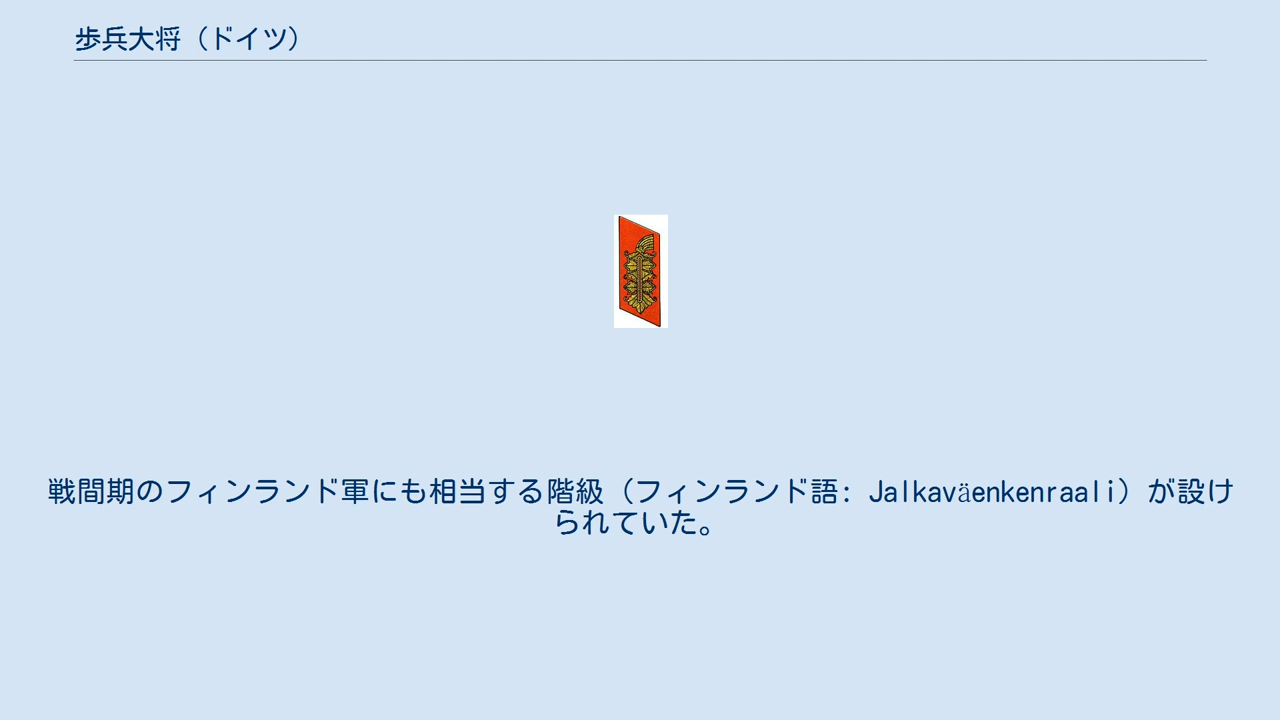 歩兵大将（ドイツ）
戦間期のフィンランド軍にも相当する階級（フィンランド語: Jalkaväenkenraali）が設け
られていた。